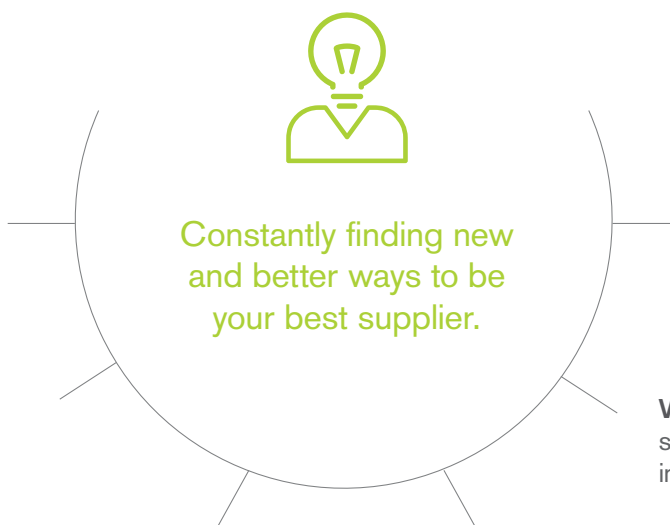 Constantly finding new
and better ways to be
your best supplier.